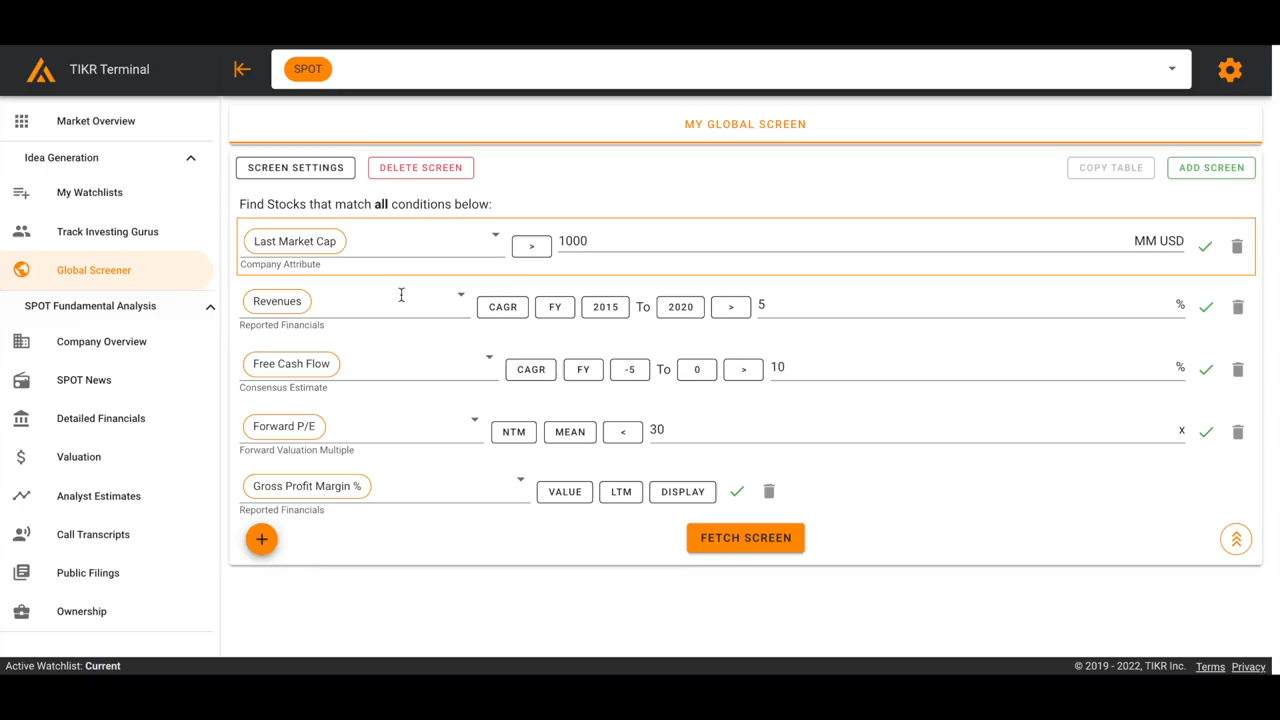 TIKR Terminal
SPOT
Market Overview
Idea Generation
My Watchlists
Track Investing Gurus
Global Screener
SPOT Fundamental Analysis
Company Overview
SPOT News
Detailed Financials
Valuation
Analyst Estimates
Call Transcripts
Public Filings
Ownership
MY GLOBAL SCREEN
SCREEN SETTINGS DELETE SCREEN COPY TABLE ADD SCREEN
Find Stocks that match all conditions below:
Last Market Cap > 1000 MM USD
Company Attribute
Revenues CAGR FY 2015 To 2020 > 5 %
Reported Financials
Free Cash Flow CAGR FY -5 To 0 > 10 %
Consensus Estimate
Forward P/E NTM MEAN < 30 x
Forward Valuation Multiple
Gross Profit Margin % VALUE LTM DISPLAY
Reported Financials
+ FETCH SCREEN
Active Watchlist: Current © 2019 - 2022, TIKR Inc. Terms Privacy